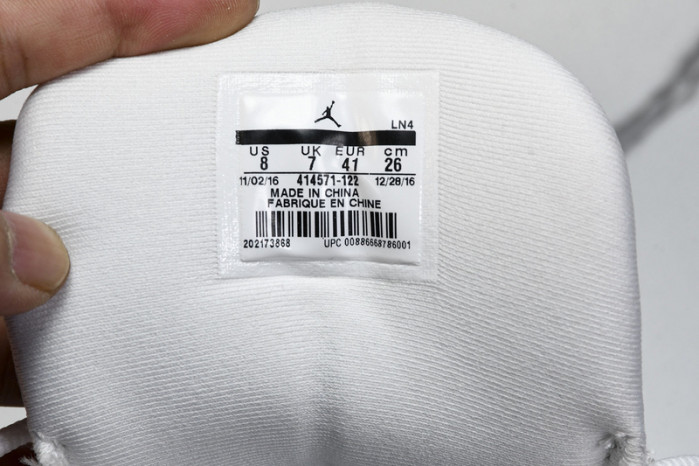 LN4
US UK EUR cm
8 7 41 26
11/02/16 414571-122 12/28/16
MADE IN CHINA
FABRIQUE EN CHINE
202173868 UPC 00886668786001